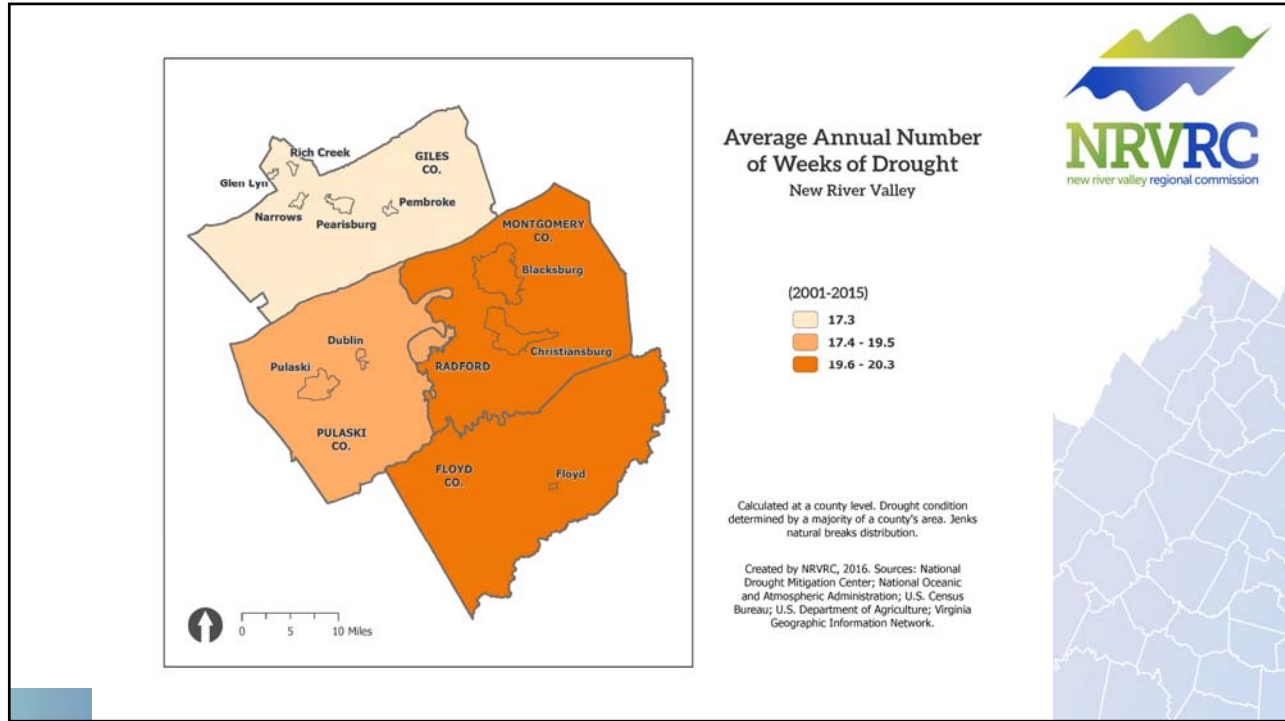 Rich Creek
GILES
CO.
Glen Lyn
Narrows
Pembroke
Pearisburg
MONTGOMERY
CO.
Blacksburg
Christiansburg
Dublin
Pulaski
RADFORD
PULASKI
CO.
FLOYD
CO.
Floyd
0 5 10 Miles
Average Annual Number
of Weeks of Drought
New River Valley
(2001-2015)
17.3
17.4 - 19.5
19.6 - 20.3
Calculated at a county level. Drought condition
determined by a majority of a county's area. Jenks
natural breaks distribution.
Created by NRVRC, 2016. Sources: National
Drought Mitigation Center; National Oceanic
and Atmospheric Administration; U.S. Census
Bureau; U.S. Department of Agriculture; Virginia
Geographic Information Network.
NRVRC
new river valley regional commission